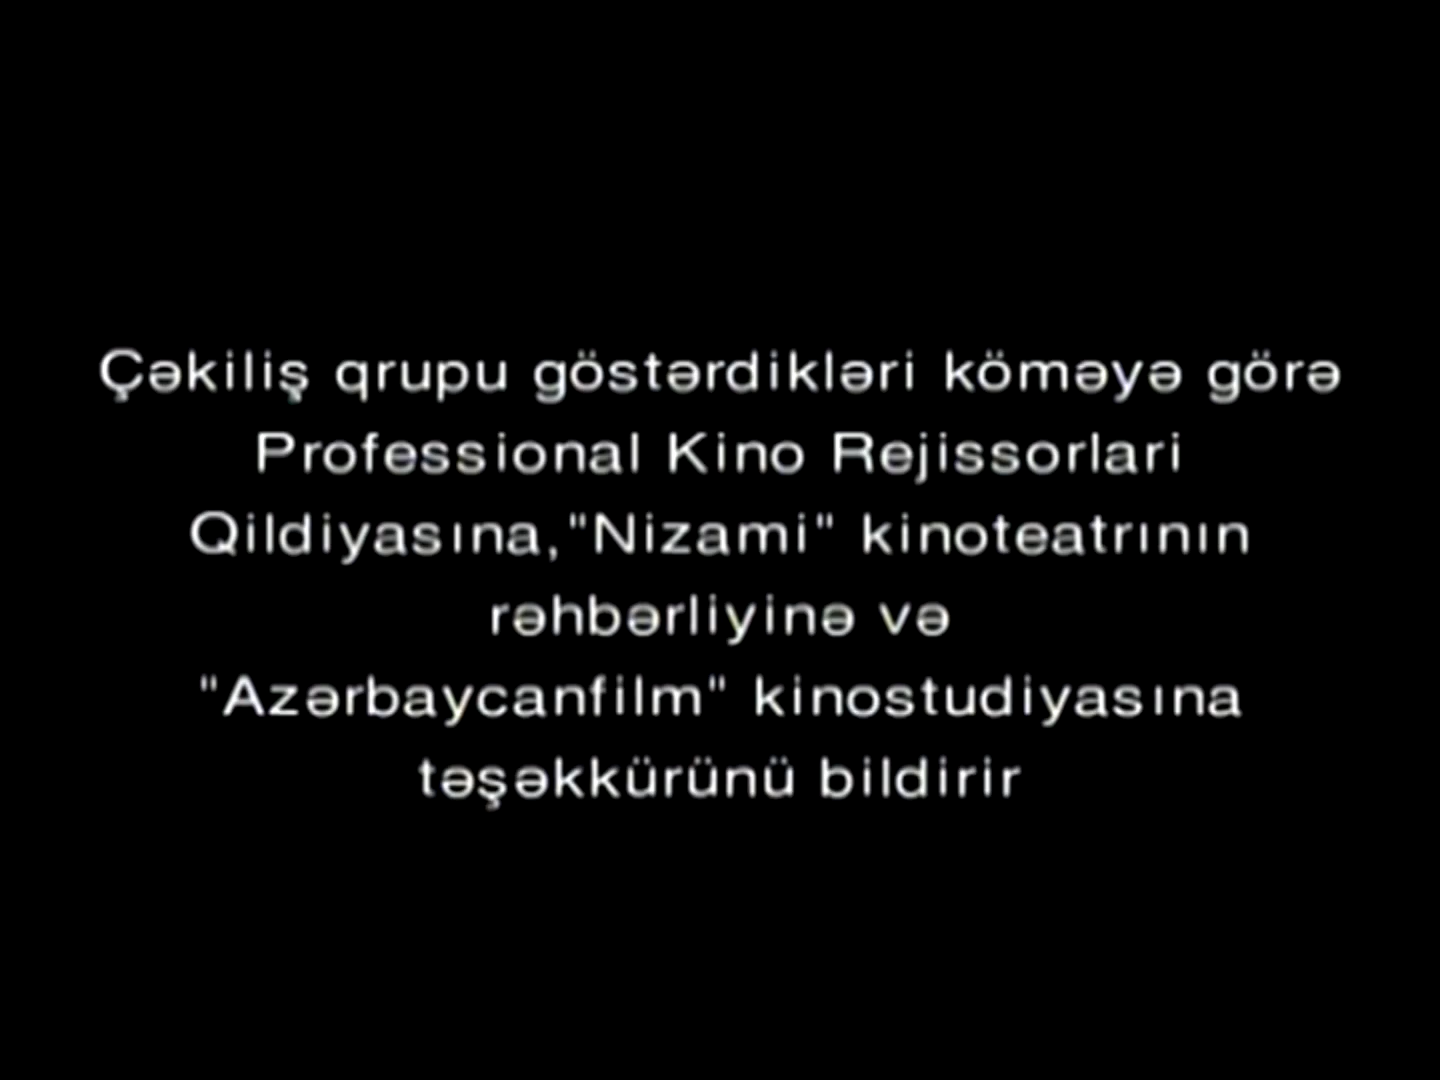 Çəkiliş qrupu göstərdikləri köməyə görə
Professional Kino Rejissorlari
Qildiyasına,"Nizami" kinoteatrının
rəhbərliyinə və
"Azərbaycanfilm" kinostudiyasına
təşəkkürünü bildirir